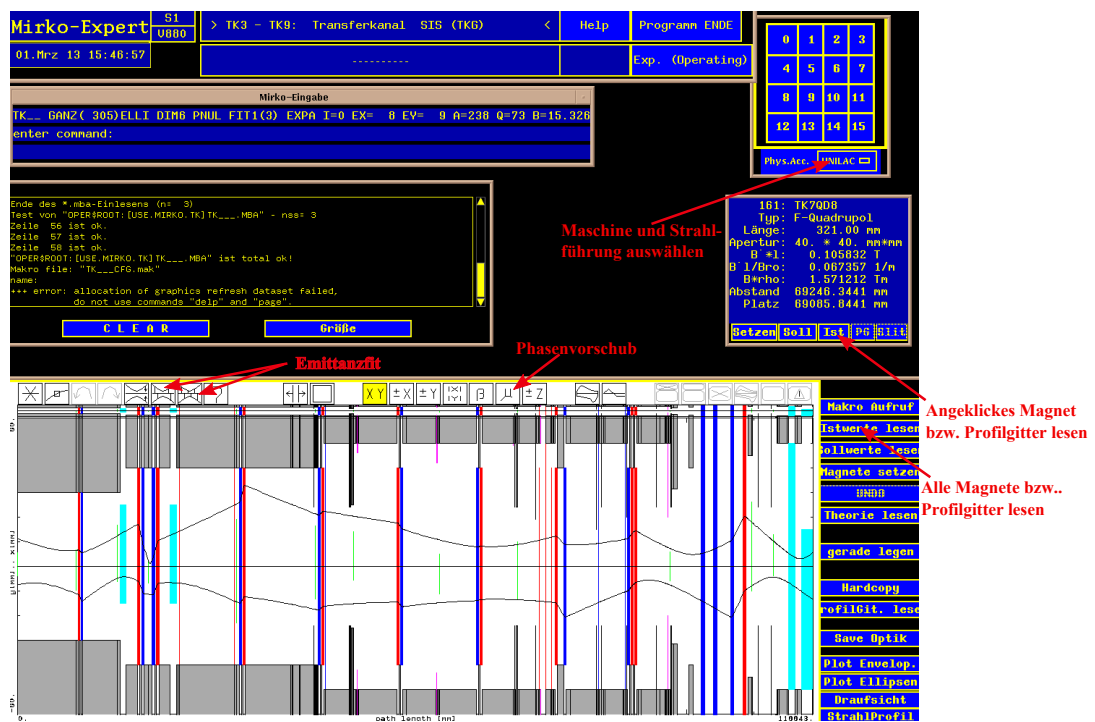 Mirko-Expert
S1
V880
> TK3 - TK9: Transferkanal SIS (TKG) <
Help
Programm ENDE
01.Mrz 13 15:46:57
----------
Exp. (Operating)
0 1 2 3
4 5 6 7
8 9 10 11
12 13 14 15
Phys.Acc.
UNILAC
Mirko-Eingabe
TK__ GANZ( 305)ELLI DIM6 PNUL FIT1(3) EXPA I=0 EX= 8 EY= 9 A=238 Q=73 B=15.326
enter command:
Ende des *.mba-Einlesens (n= 3)
Test von "OPER$ROOT:[USE.MIRKO.TK]TK___.MBA" - nss= 3
Zeile 56 ist ok.
Zeile 57 ist ok.
Zeile 58 ist ok.
"OPER$ROOT:[USE.MIRKO.TK]TK___.MBA" ist total ok!
Makro file: "TK___CFG.mak"
name:
+++ error: allocation of graphics refresh dataset failed,
do not use commands "delp" and "page".
C L E A R
Größe
Maschine und Strahl-
führung auswählen
161: TK7QD8
Typ: F-Quadrupol
Länge: 321.00 mm
Apertur: 40. * 40. mm*mm
B´*l: 0.105832 T
B´l/Bro: 0.067357 1/m
B*rho: 1.571212 Tm
Abstand 69246.3441 mm
Platz 69085.8441 mm
Setzen Soll Ist PG Slit
Emittanzfit
Phasenvorschub
X Y
± X
± Y
|X|
|Y|
β
μ
± Z
Makro Aufruf
Istwerte lesen
Sollwerte lesen
Magnete setzen
UNDO
Theorie lesen
gerade legen
Hardcopy
rofilGit. lese
Save Optik
Plot Envelop.
Plot Ellipsen
Draufsicht
StrahlProfil
Angeklickes Magnet
bzw. Profilgitter lesen
Alle Magnete bzw..
Profilgitter lesen
99.
y[mm].. x[mm]
-99.
0.
path length [mm]
110043.